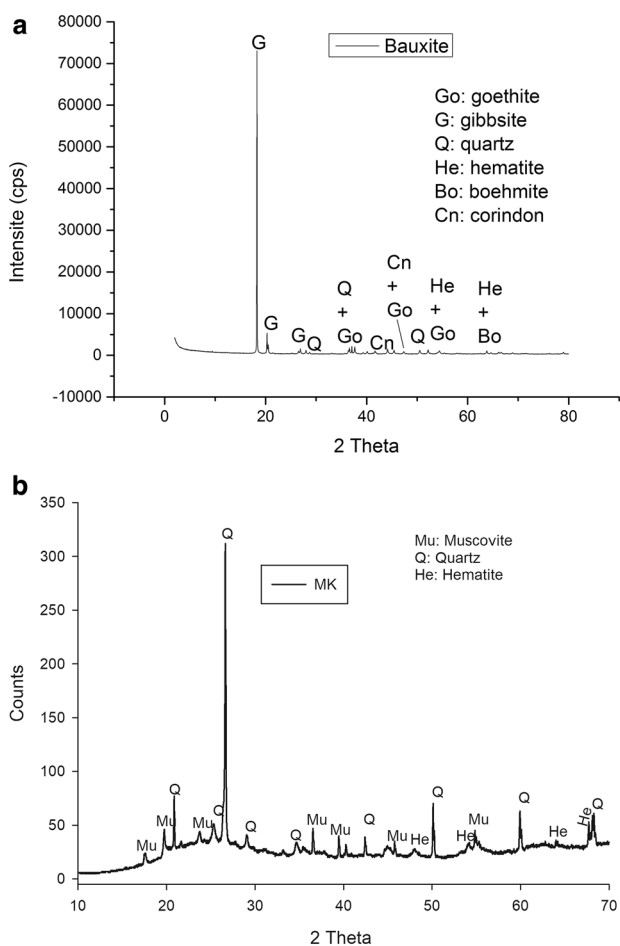 a
80000
70000
60000
50000
40000
30000
20000
10000
0
-10000
Intensite (cps)
G
Bauxite
Go: goethite
G: gibbsite
Q: quartz
He: hematite
Bo: boehmite
Cn: corindon
G
G
Q
Q
+
Go
Cn
Cn
+
Go
Q
He
+
Go
He
+
Bo
0 20 40 60 80
2 Theta
b
350
300
250
200
150
100
50
0
Counts
Q
MK
Mu: Muscovite
Q: Quartz
He: Hematite
Mu
Mu
Q
Mu
Q
Q
Q
Mu
Mu
Q
Mu
He
Q
He
Mu
Q
He
He
Q
10 20 30 40 50 60 70
2 Theta